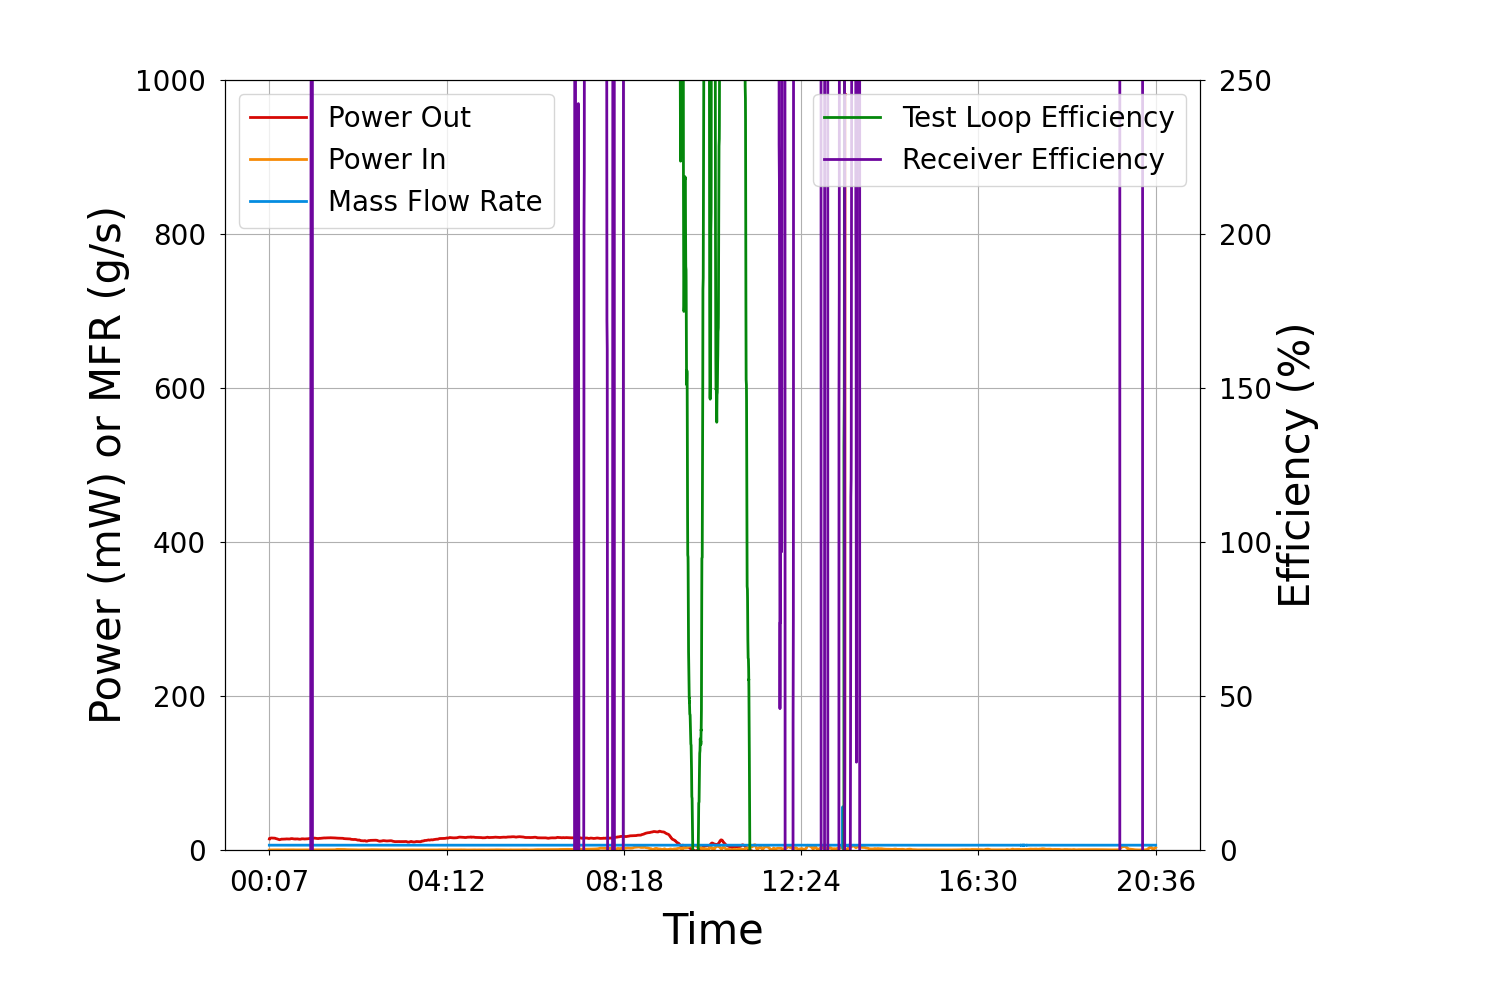 1000
800
600
400
200
0
Power (mW) or MFR (g/s)
Power Out
Power In
Mass Flow Rate
Test Loop Efficiency
Receiver Efficiency
250
200
150
100
50
0
Efficiency (%)
00:07 04:12 08:18 12:24 16:30 20:36
Time